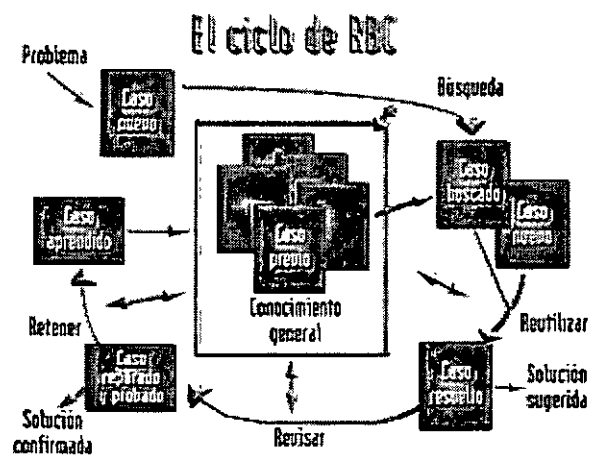 El ciclo de RBC
Problema
Caso
nuevo
Búsqueda
Caso
buscado
Caso
nuevo
Caso
aprendido
Caso
previo
Conocimiento
general
Retener
Reutilizar
Caso
reparado
y probado
Caso
resuelto
Solución
sugerida
Solución
confirmada
Revisar